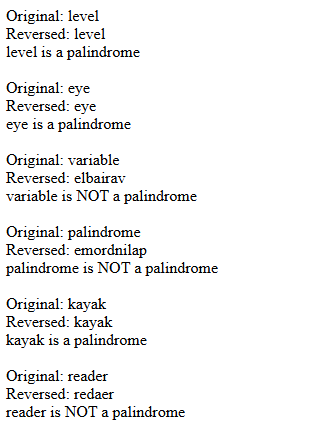 Original: level
Reversed: level
level is a palindrome
Original: eye
Reversed: eye
eye is a palindrome
Original: variable
Reversed: elbairav
variable is NOT a palindrome
Original: palindrome
Reversed: emordnilap
palindrome is NOT a palindrome
Original: kayak
Reversed: kayak
kayak is a palindrome
Original: reader
Reversed: redaer
reader is NOT a palindrome